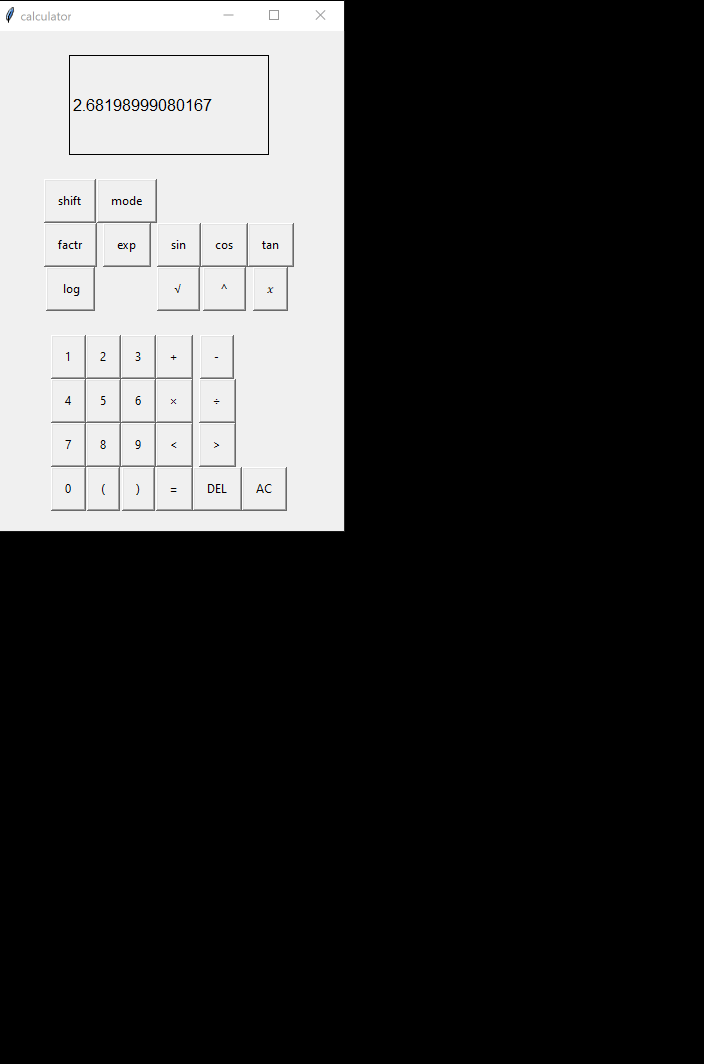 calculator
2.68198999080167
shift mode
factr exp sin cos tan
log √ ^ x
1 2 3 + -
4 5 6 × ÷
7 8 9 < >
0 ( ) = DEL AC